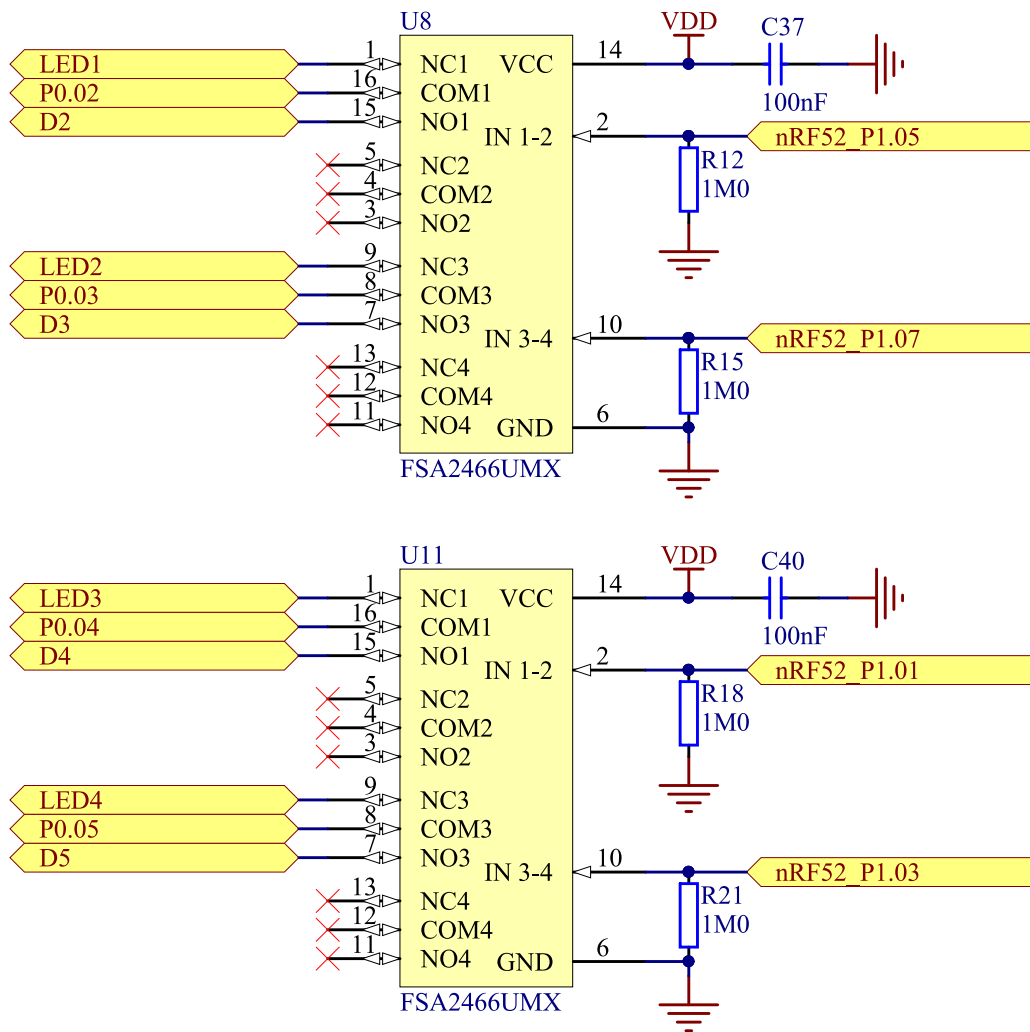 U8
VDD
C37
LED1 1 NC1 VCC 14
P0.02 16 COM1 100nF
D2 15 NO1 IN 1-2 2 nRF52_P1.05
5 NC2 R12
4 COM2 1M0
3 NO2
LED2 9 NC3
P0.03 8 COM3
D3 7 NO3 IN 3-4 10 nRF52_P1.07
13 NC4 R15
12 COM4 1M0
11 NO4 GND 6
FSA2466UMX
U11
VDD
C40
LED3 1 NC1 VCC 14
P0.04 16 COM1 100nF
D4 15 NO1 IN 1-2 2 nRF52_P1.01
5 NC2 R18
4 COM2 1M0
3 NO2
LED4 9 NC3
P0.05 8 COM3
D5 7 NO3 IN 3-4 10 nRF52_P1.03
13 NC4 R21
12 COM4 1M0
11 NO4 GND 6
FSA2466UMX